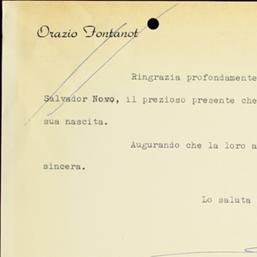 Orazio Fontanot
Ringrazia profondamente
Salvador Novo, il prezioso presente che
sua nascita.
Augurando che la loro a
sincera.
Lo saluta